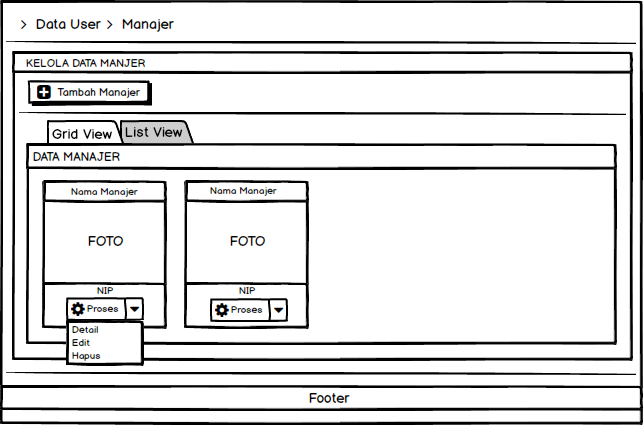 > Data User > Manajer
KELOLA DATA MANJER
Tambah Manajer
Grid View List View
DATA MANAJER
Nama Manajer
FOTO
NIP
Proses
Detail
Edit
Hapus
Nama Manajer
FOTO
NIP
Proses
Footer